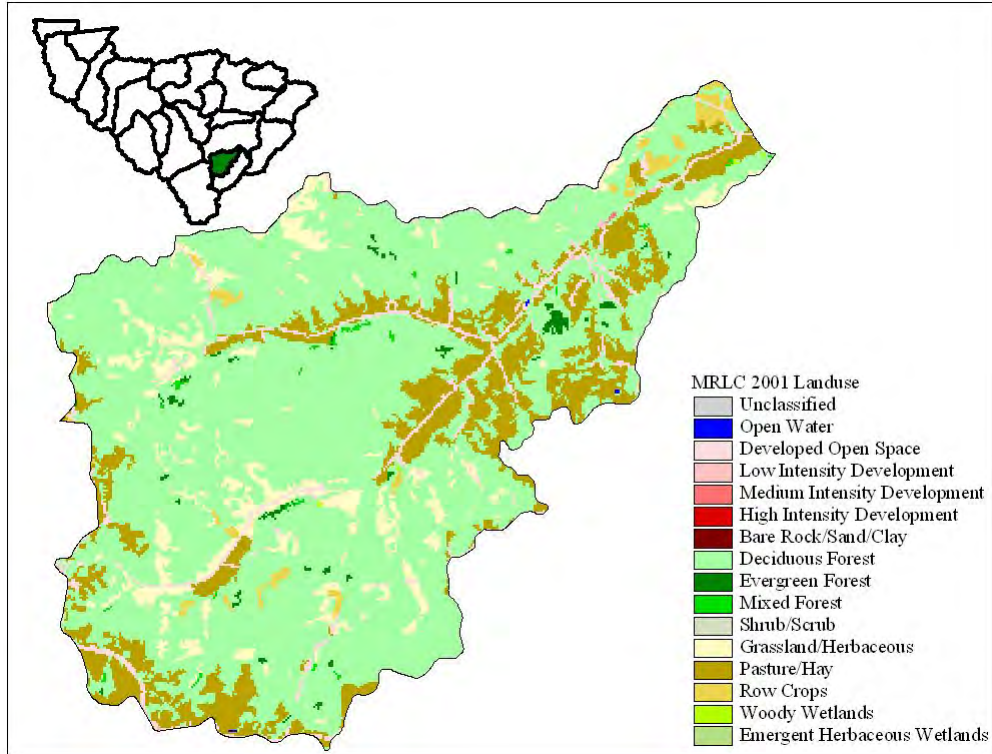 MRLC 2001 Landuse
Unclassified
Open Water
Developed Open Space
Low Intensity Development
Medium Intensity Development
High Intensity Development
Bare Rock/Sand/Clay
Deciduous Forest
Evergreen Forest
Mixed Forest
Shrub/Scrub
Grassland/Herbaceous
Pasture/Hay
Row Crops
Woody Wetlands
Emergent Herbaceous Wetlands